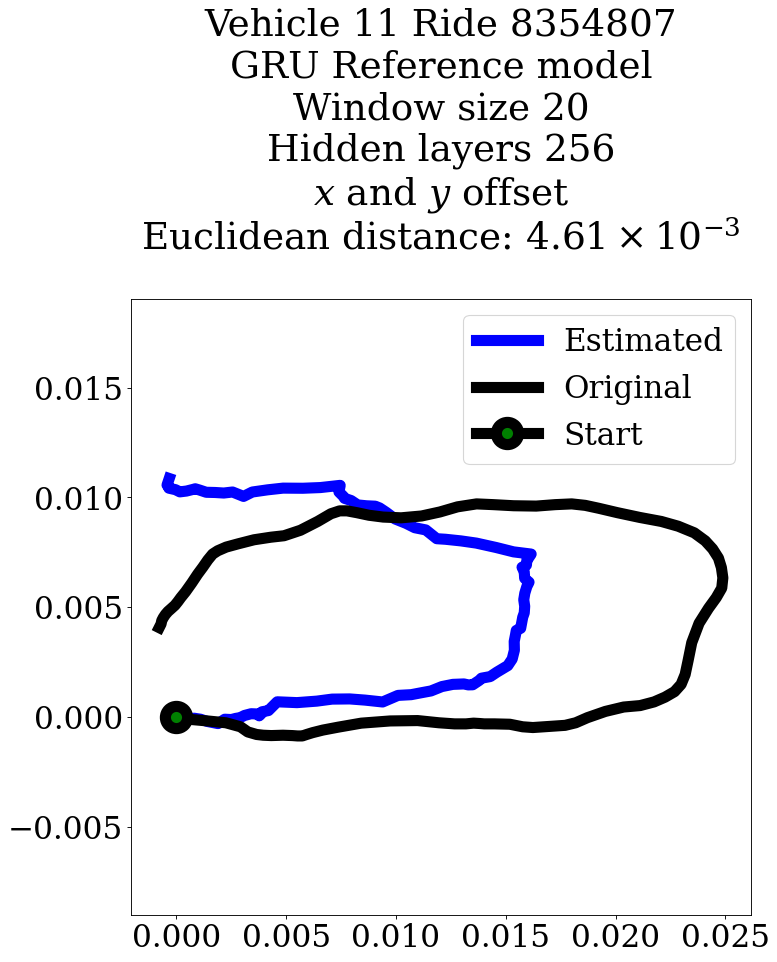 Vehicle 11 Ride 8354807
GRU Reference model
Window size 20
Hidden layers 256
x and y offset
Euclidean distance: 4.61 × 10⁻³
Estimated
Original
Start
0.015
0.010
0.005
0.000
−0.005
0.000 0.005 0.010 0.015 0.020 0.025